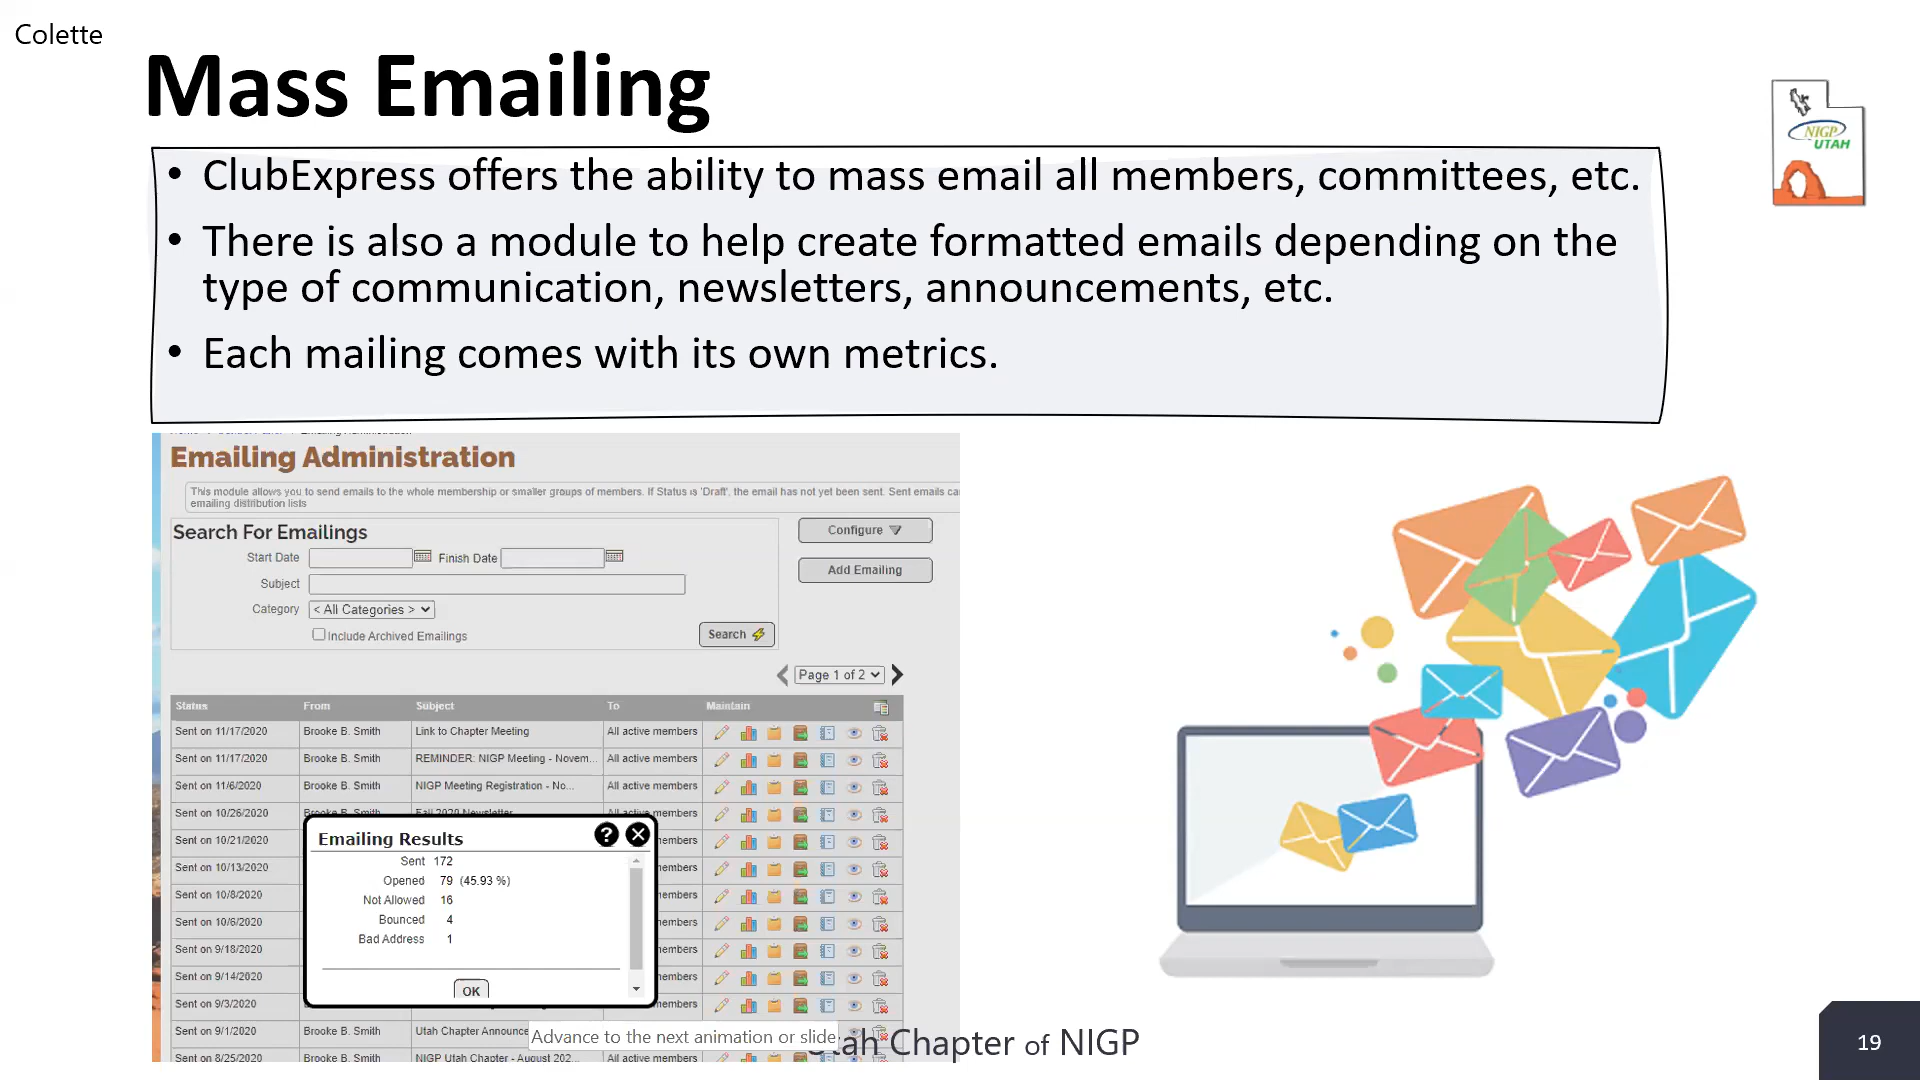 Colette
Mass Emailing
NIGP
UTAH
• ClubExpress offers the ability to mass email all members, committees, etc.
• There is also a module to help create formatted emails depending on the
type of communication, newsletters, announcements, etc.
• Each mailing comes with its own metrics.
Emailing Administration
This module allows you to send emails to the whole membership or smaller groups of members. If Status is 'Draft', the email has not yet been sent. Sent emails ca
emailing distribution lists
Search For Emailings
Configure
Start Date Finish Date
Add Emailing
Subject
Category < All Categories >
Include Archived Emailings
Search
Page 1 of 2
Status From Subject To Maintain
Sent on 11/17/2020 Brooke B. Smith Link to Chapter Meeting All active members
Sent on 11/17/2020 Brooke B. Smith REMINDER: NIGP Meeting - Novem... All active members
Sent on 11/6/2020 Brooke B. Smith NIGP Meeting Registration - No... All active members
Sent on 10/26/2020 Brooke B. Smith Fall 2020 Newsletter All active members
Sent on 10/21/2020 members
Sent on 10/13/2020 members
Sent on 10/8/2020 members
Sent on 10/6/2020 members
Sent on 9/18/2020 members
Sent on 9/14/2020 members
Sent on 9/3/2020 members
Sent on 9/1/2020 Brooke B. Smith Utah Chapter Announce
Sent on 8/25/2020 Brooke B. Smith NIGP Utah Chapter - August 202... All active members
Emailing Results
Sent 172
Opened 79 (45.93 %)
Not Allowed 16
Bounced 4
Bad Address 1
OK
Advance to the next animation or slide
Utah Chapter of NIGP
19